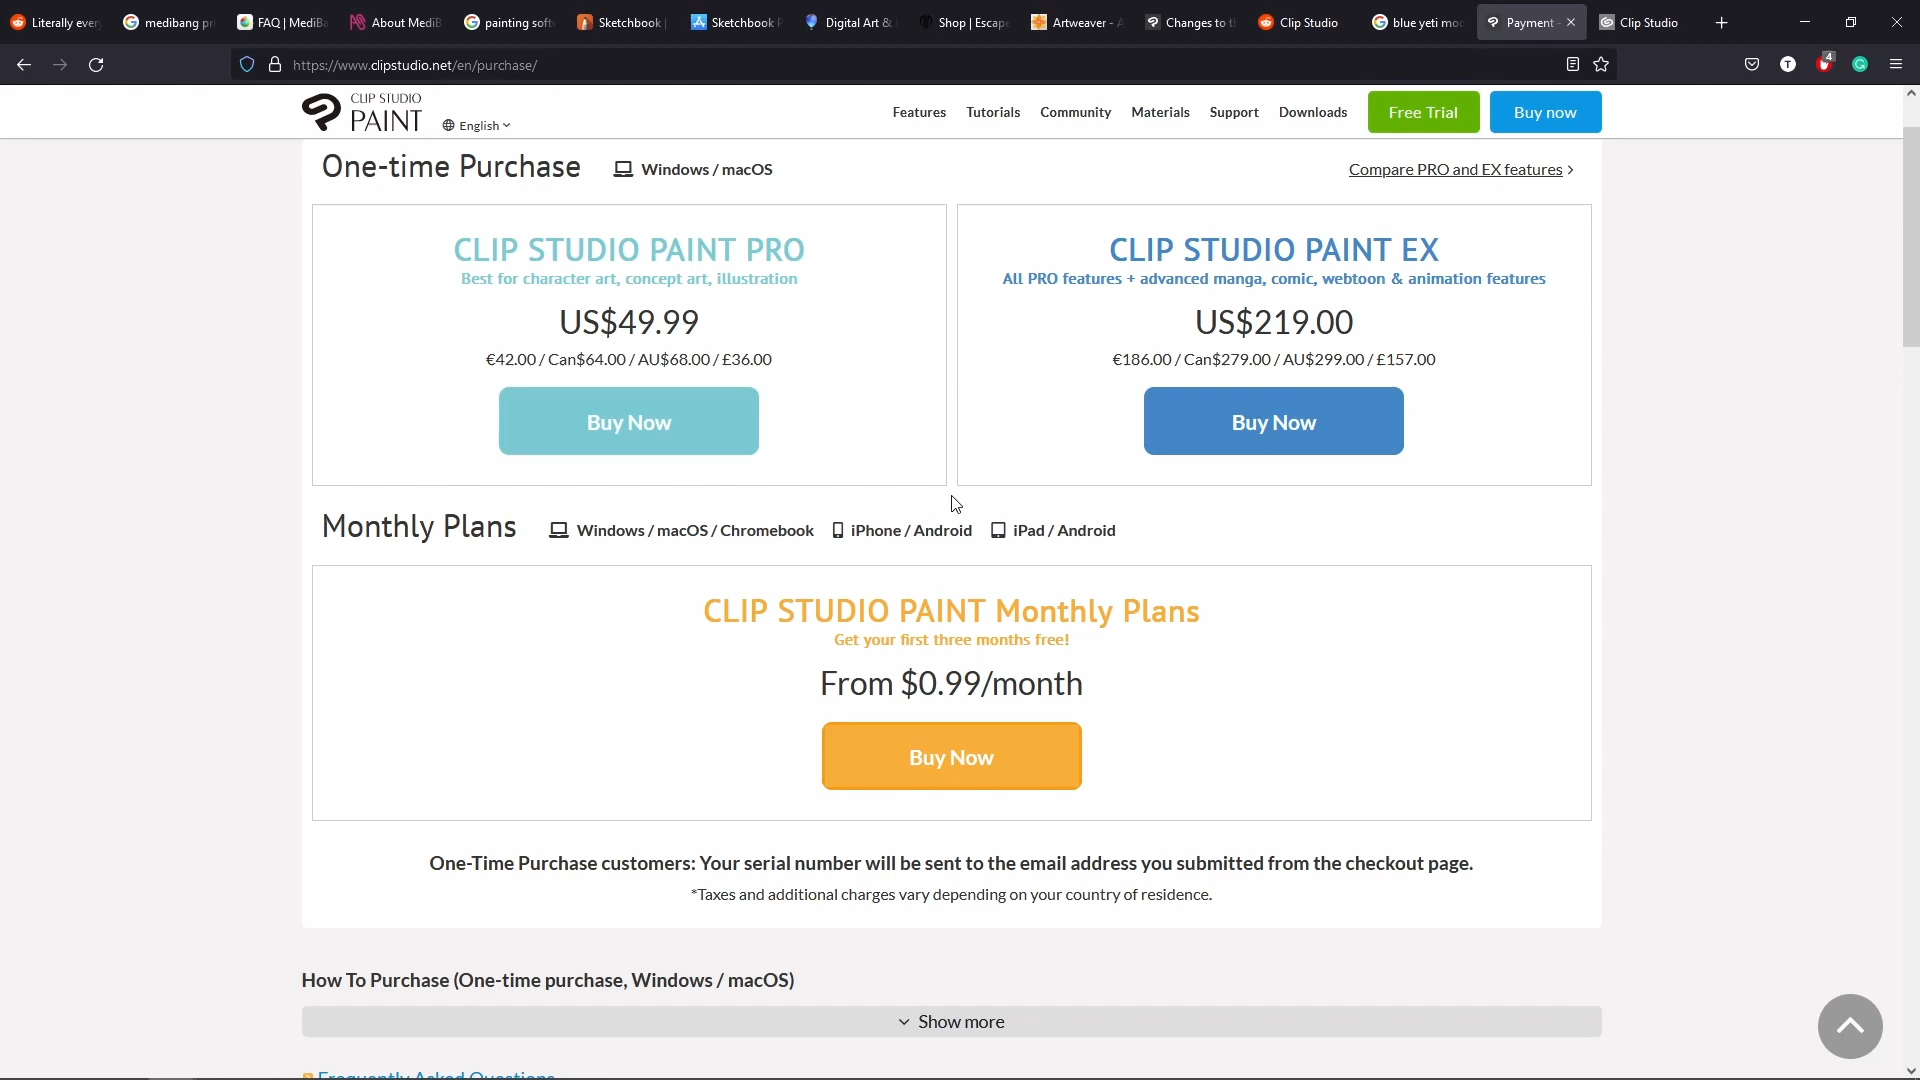 Literally every
medibang pr
FAQ | MediBa
About MediB
painting soft
Sketchbook |
Sketchbook P
Digital Art &
Shop | Escape
Artweaver - A
Changes to th
Clip Studio
blue yeti mod
Payment -
Clip Studio
https://www.clipstudio.net/en/purchase/
4
T
G
CLIP STUDIO
PAINT
English
Features
Tutorials
Community
Materials
Support
Downloads
Free Trial
Buy now
One-time Purchase
Windows / macOS
Compare PRO and EX features
CLIP STUDIO PAINT PRO
Best for character art, concept art, illustration
US$49.99
€42.00 / Can$64.00 / AU$68.00 / £36.00
Buy Now
CLIP STUDIO PAINT EX
All PRO features + advanced manga, comic, webtoon & animation features
US$219.00
€186.00 / Can$279.00 / AU$299.00 / £157.00
Buy Now
Monthly Plans
Windows / macOS / Chromebook
iPhone / Android
iPad / Android
CLIP STUDIO PAINT Monthly Plans
Get your first three months free!
From $0.99/month
Buy Now
One-Time Purchase customers: Your serial number will be sent to the email address you submitted from the checkout page.
*Taxes and additional charges vary depending on your country of residence.
How To Purchase (One-time purchase, Windows / macOS)
Show more
Frequently Asked Questions